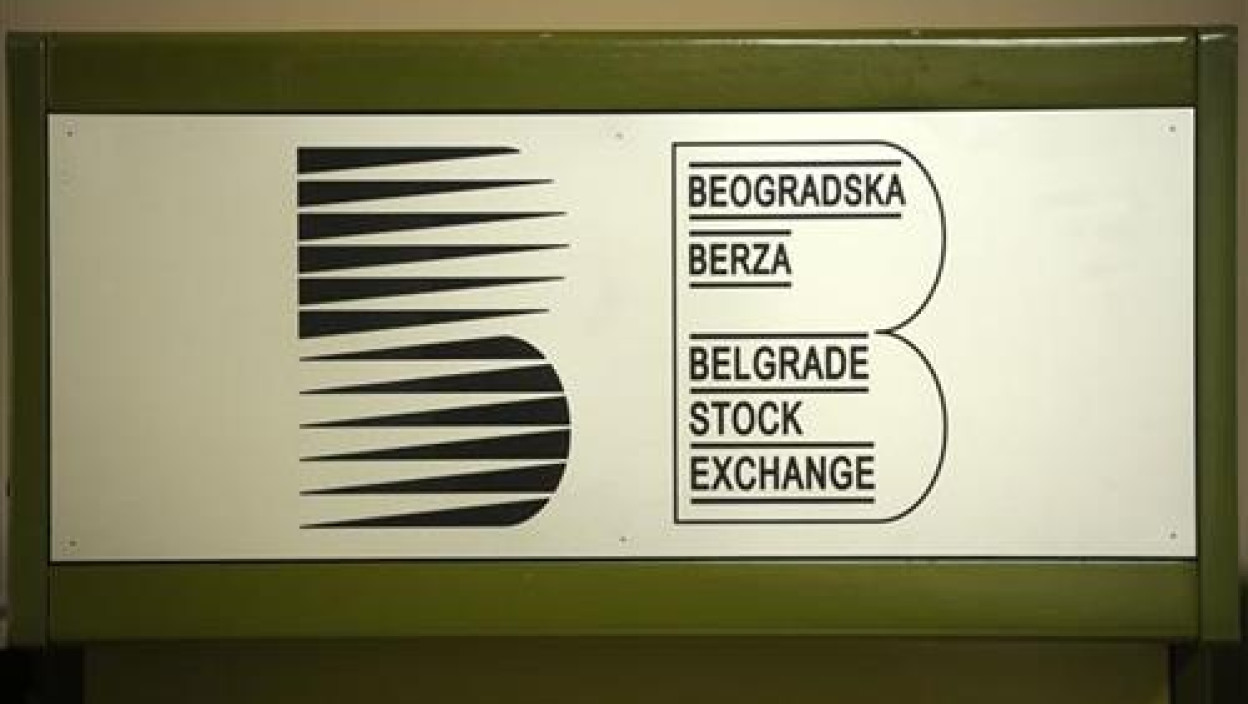 BEOGRADSKA
BERZA
BELGRADE
STOCK
EXCHANGE